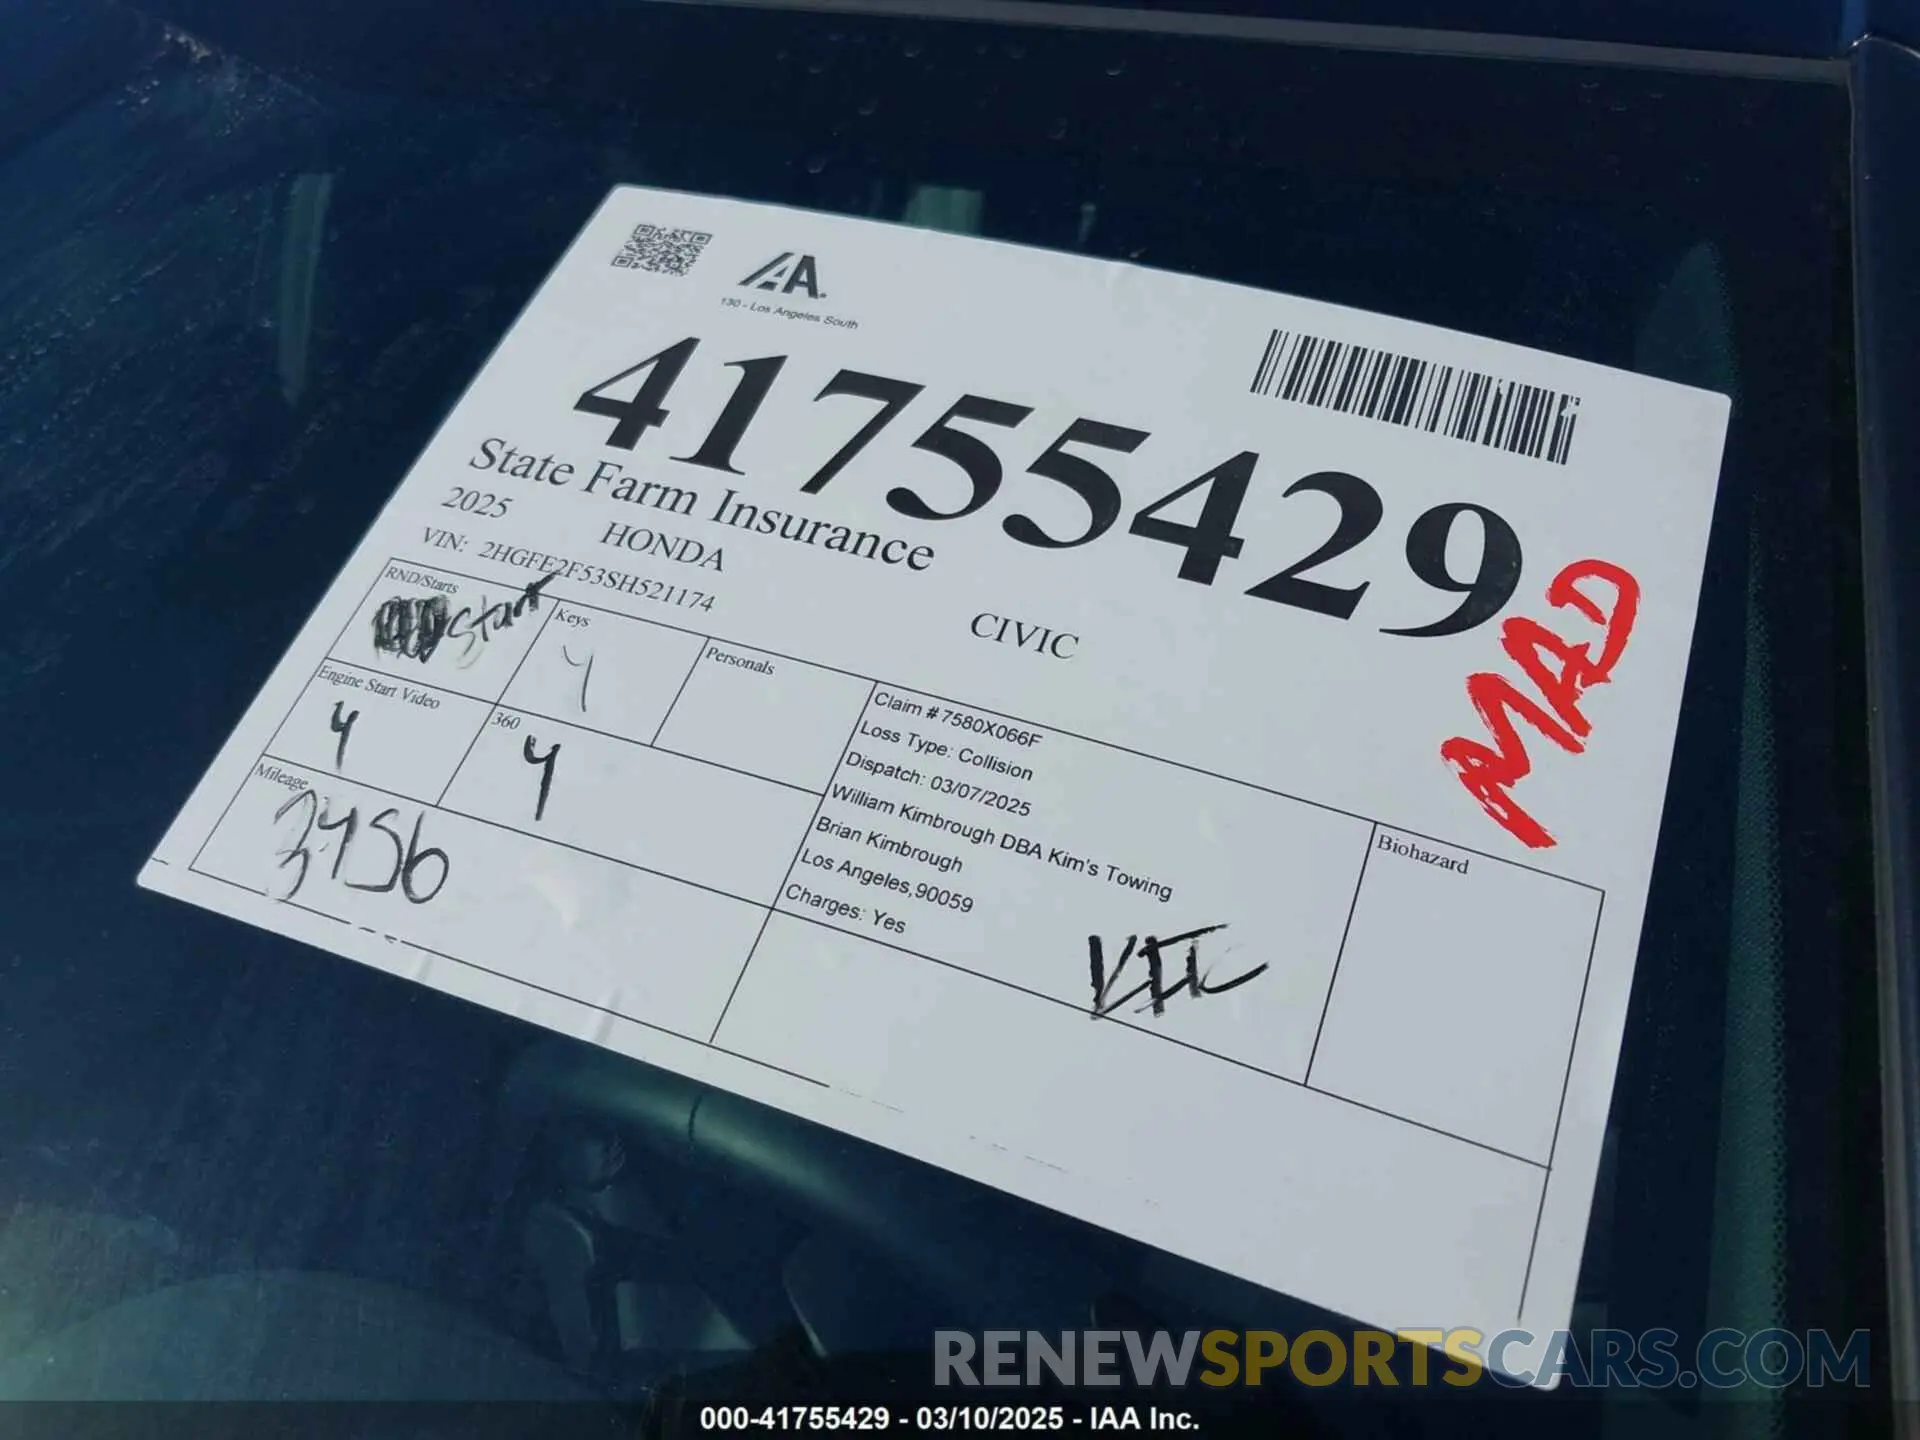 IAA
130 - Los Angeles South
41755429
State Farm Insurance
2025 HONDA CIVIC
VIN: 2HGFE2F53SH521174
MAD
RND/Starts
Start
Keys
Y
Personals
Engine Start Video
Y
360
Y
Mileage
3456
Claim # 7580X066F
Loss Type: Collision
Dispatch: 03/07/2025
William Kimbrough DBA Kim's Towing
Brian Kimbrough
Los Angeles,90059
Charges: Yes
Biohazard
RENEWSPORTSCARS.COM
000-41755429 - 03/10/2025 - IAA Inc.